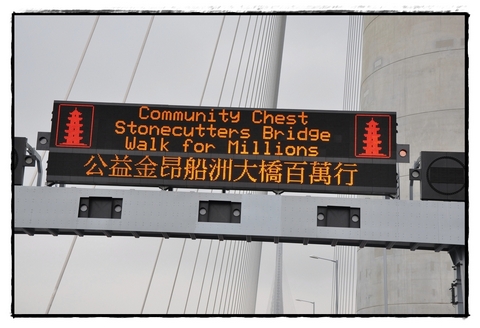 Community Chest
Stonecutters Bridge
Walk for Millions
公益金昂船洲大橋百萬行